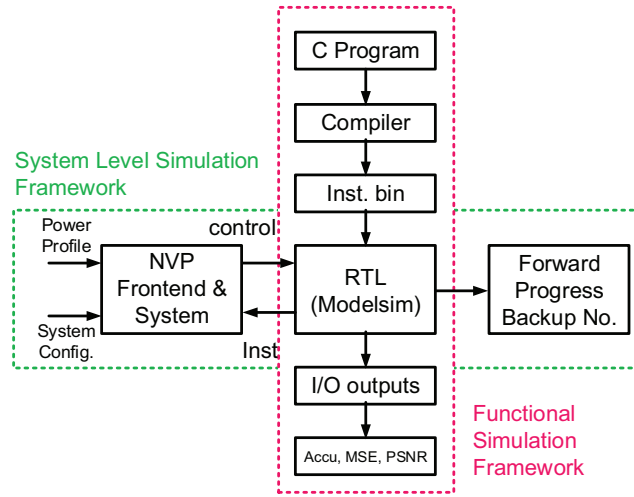 C Program
Compiler
System Level Simulation
Framework
Inst. bin
Power
Profile
control
NVP
Frontend &
System
RTL
(Modelsim)
Forward
Progress
Backup No.
System
Config.
Inst
I/O outputs
Functional
Simulation
Framework
Accu, MSE, PSNR